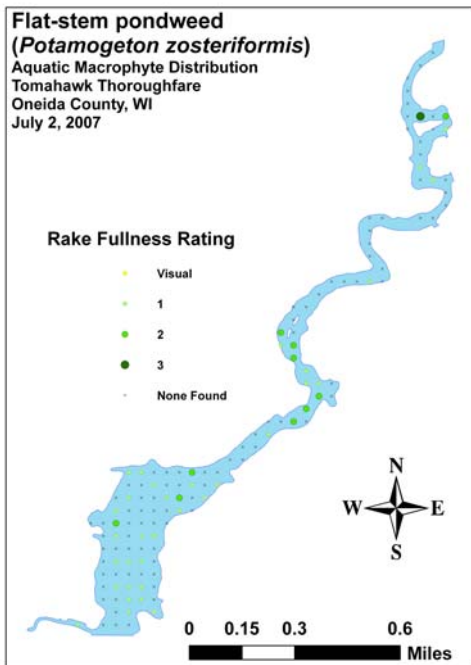 Flat-stem pondweed
(Potamogeton zosteriformis)
Aquatic Macrophyte Distribution
Tomahawk Thoroughfare
Oneida County, WI
July 2, 2007
Rake Fullness Rating
Visual
1
2
3
None Found
N
W E
S
0 0.15 0.3 0.6
Miles